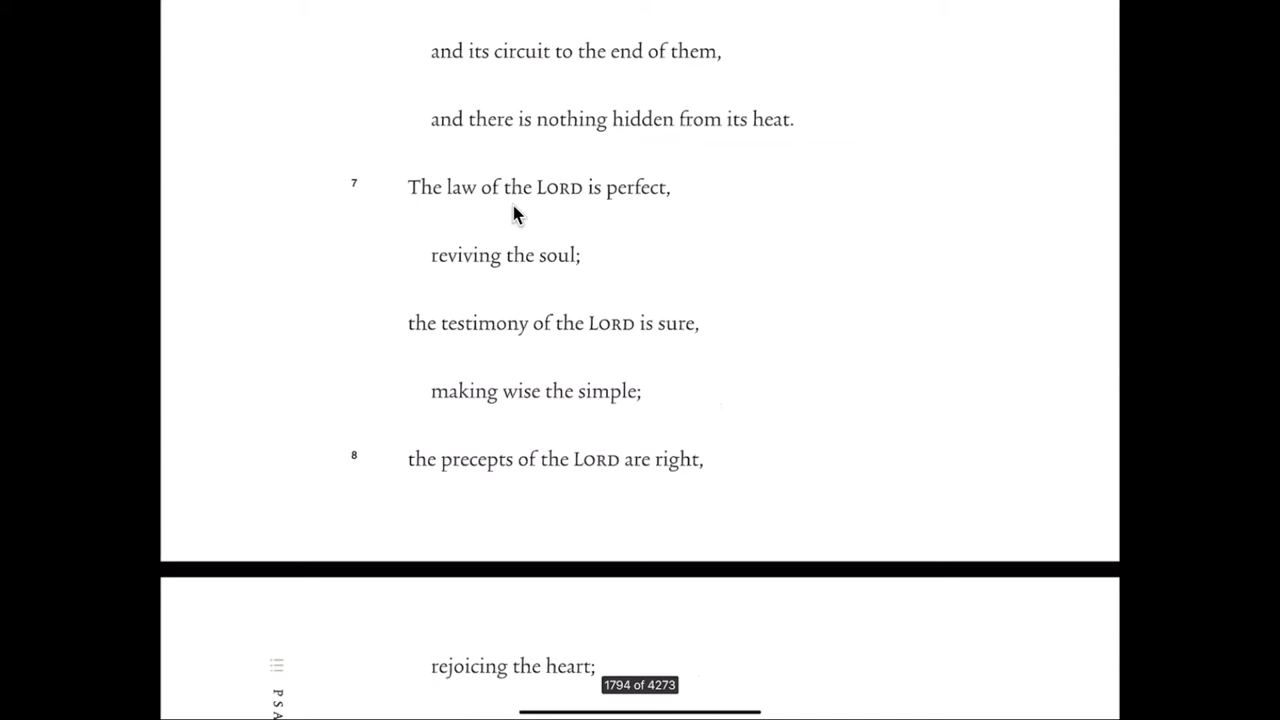 and its circuit to the end of them,
and there is nothing hidden from its heat.
7 The law of the LORD is perfect,
reviving the soul;
the testimony of the LORD is sure,
making wise the simple;
8 the precepts of the LORD are right,
rejoicing the heart;
1794 of 4273
PSA